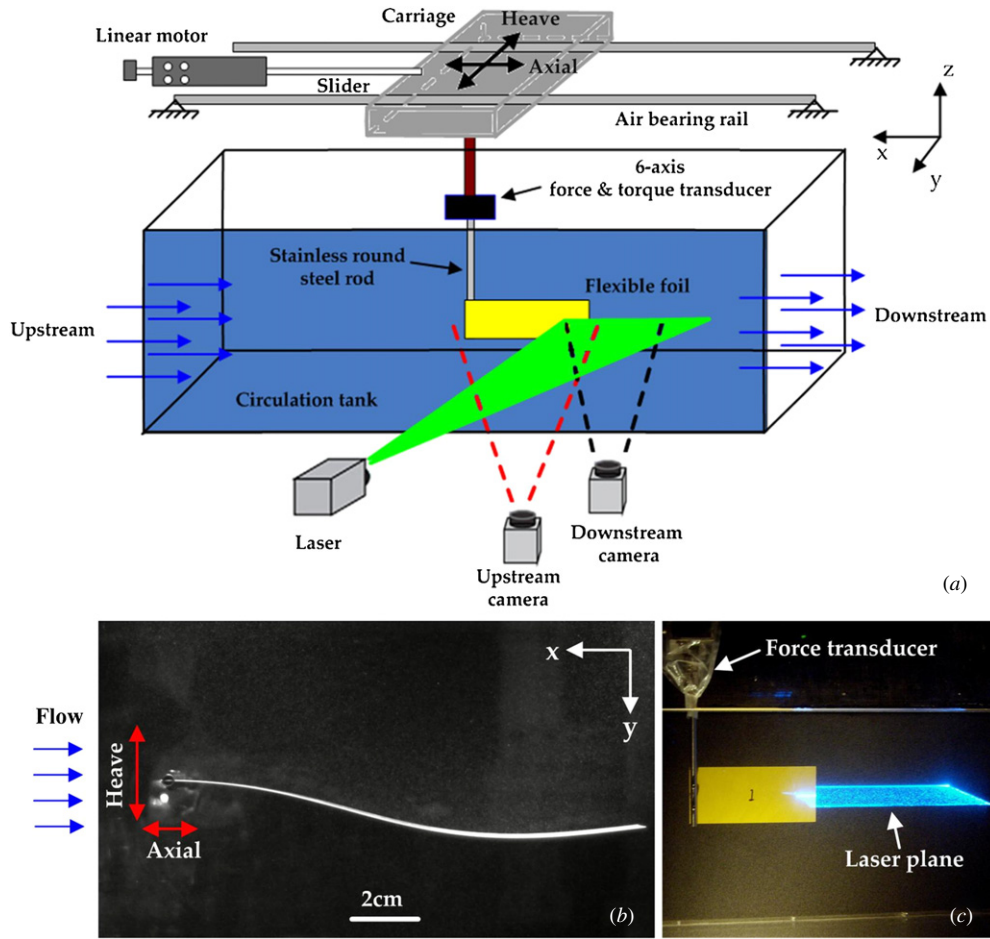 Carriage
Heave
Linear motor
Axial
Slider
Air bearing rail
z
x
y
6-axis
force & torque transducer
Stainless round
steel rod
Flexible foil
Upstream
Downstream
Circulation tank
Laser
Downstream
camera
Upstream
camera
(a)
x
y
Flow
Heave
Axial
2cm
(b)
Force transducer
1
Laser plane
(c)